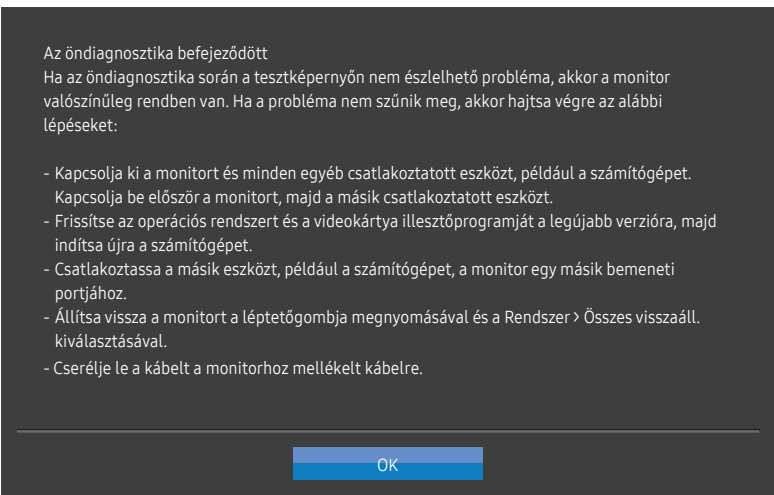 Az öndiagnosztika befejeződött
Ha az öndiagnosztika során a tesztképernyőn nem észlelhető probléma, akkor a monitor
valószínűleg rendben van. Ha a probléma nem szűnik meg, akkor hajtsa végre az alábbi
lépéseket:
- Kapcsolja ki a monitort és minden egyéb csatlakoztatott eszközt, például a számítógépet.
Kapcsolja be először a monitort, majd a másik csatlakoztatott eszközt.
- Frissítse az operációs rendszert és a videokártya illesztőprogramját a legújabb verzióra, majd
indítsa újra a számítógépet.
- Csatlakoztassa a másik eszközt, például a számítógépet, a monitor egy másik bemeneti
portjához.
- Állítsa vissza a monitort a léptetőgombja megnyomásával és a Rendszer > Összes visszaáll.
kiválasztásával.
- Cserélje le a kábelt a monitorhoz mellékelt kábelre.
OK